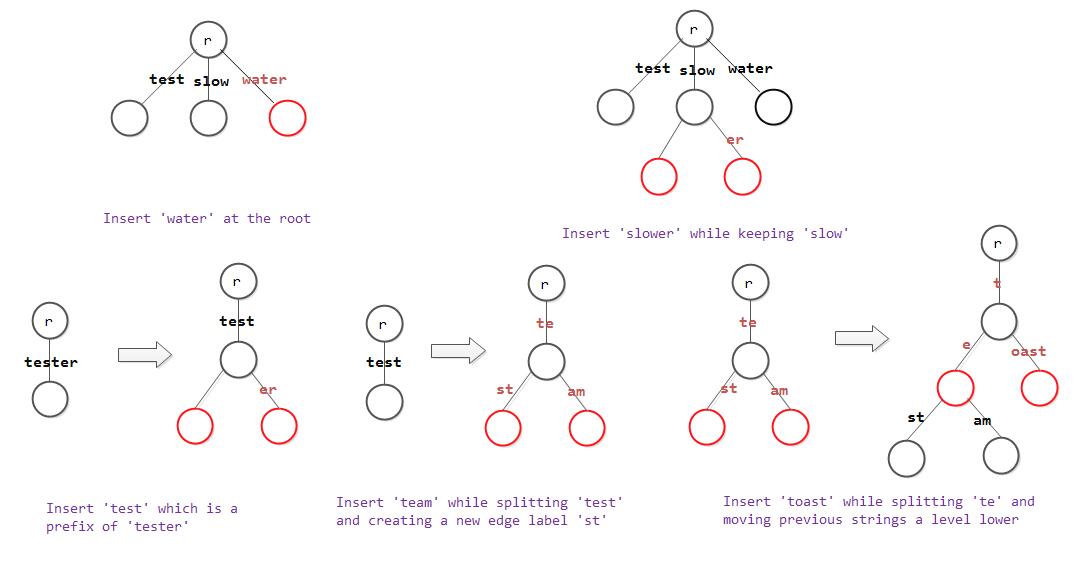 r
test slow water
Insert 'water' at the root
r
test slow water
er
Insert 'slower' while keeping 'slow'
r
tester
r
test
er
Insert 'test' which is a
prefix of 'tester'
r
test
r
te
st am
Insert 'team' while splitting 'test'
and creating a new edge label 'st'
r
te
st am
r
t
e oast
st am
Insert 'toast' while splitting 'te' and
moving previous strings a level lower